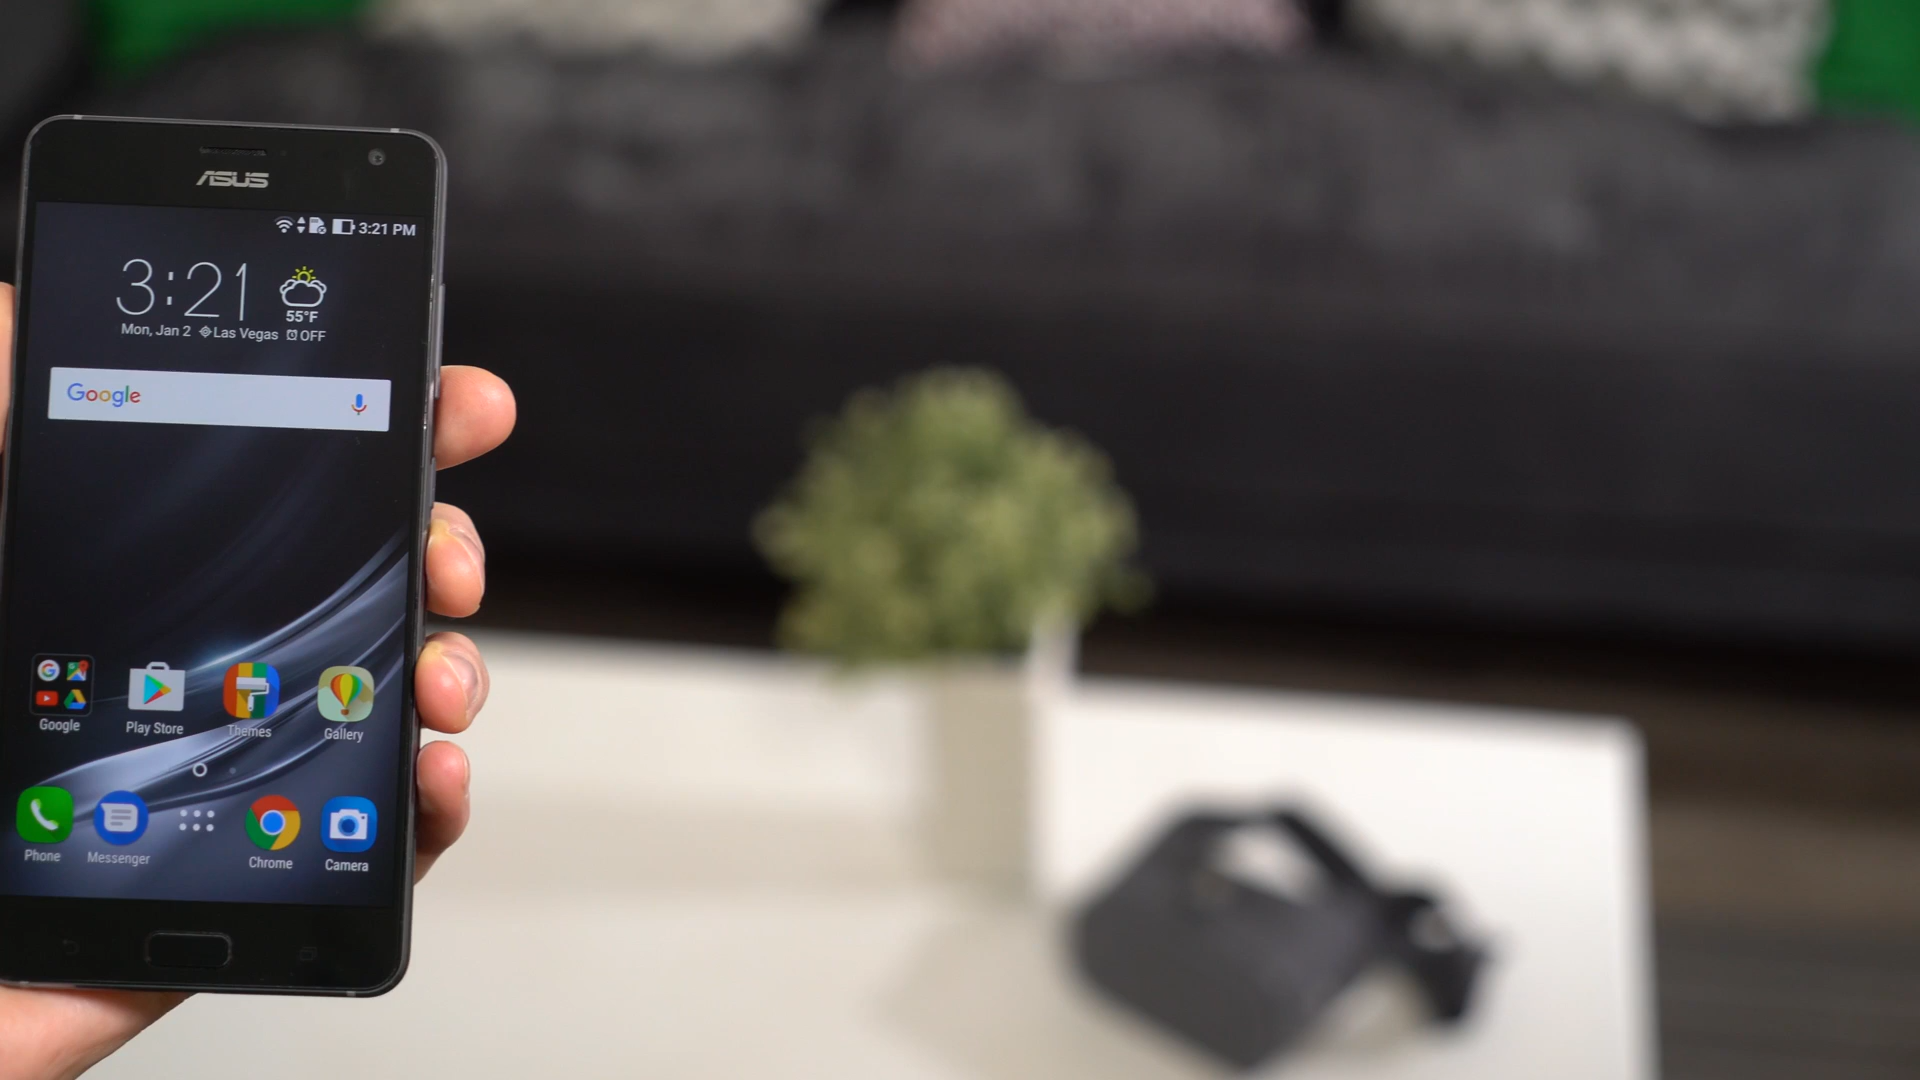 ASUS
3:21 PM
3:21
55°F
Mon, Jan 2 Las Vegas OFF
Google
Google
Play Store
Themes
Gallery
Phone
Messenger
Chrome
Camera